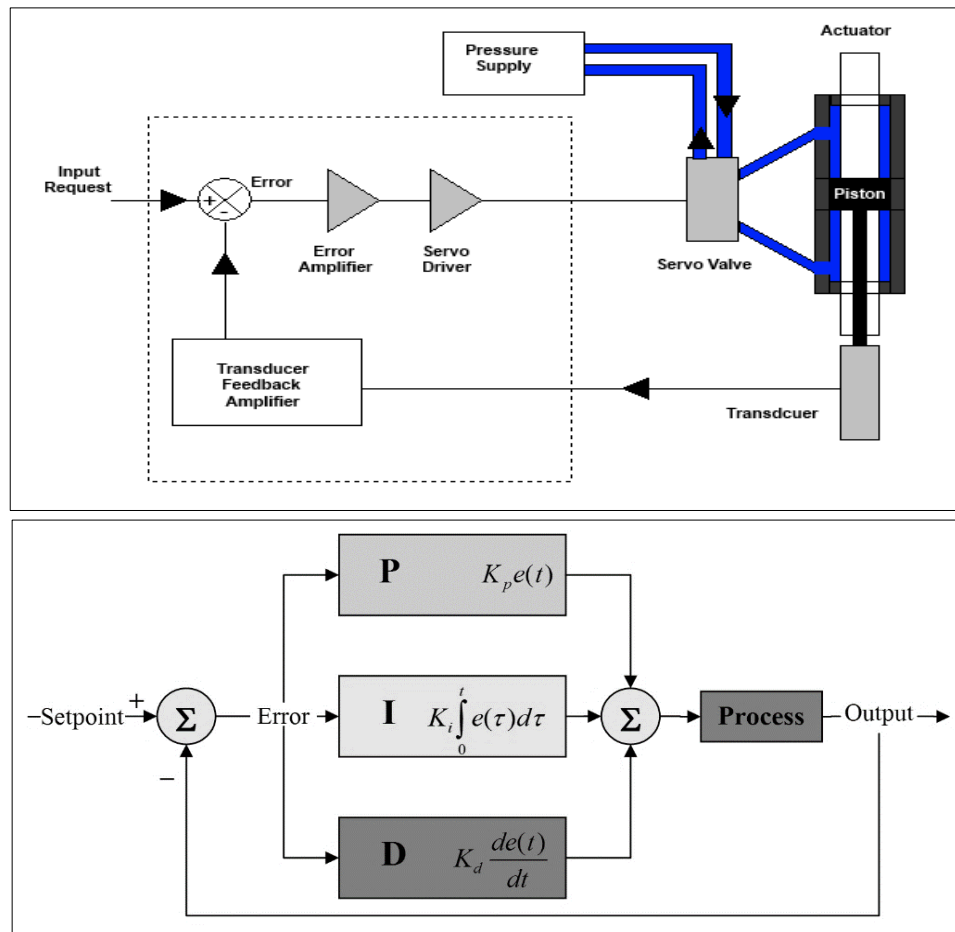 Actuator
Pressure
Supply
Input
Request
Error
+
-
Piston
Error
Amplifier
Servo
Driver
Servo Valve
Transducer
Feedback
Amplifier
Transdcuer
P K_p e(t)
Setpoint + Σ Error I K_i ∫_0^t e(τ)dτ Σ Process Output
−
D K_d de(t)/dt